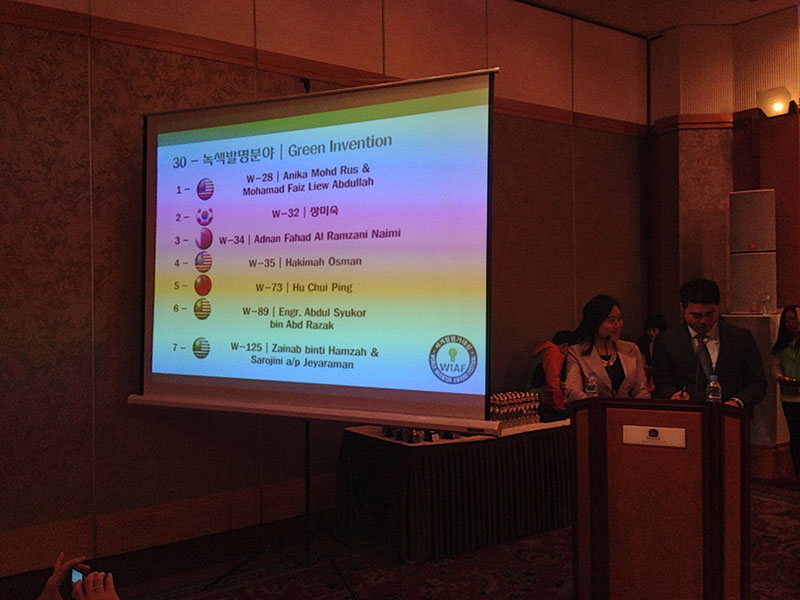 30 - 녹색발명분야 | Green Invention
1 - W-28 | Anika Mohd Rus &
Mohamad Faiz Liew Abdullah
2 - W-32 | 장미숙
3 - W-34 | Adnan Fahad Al Ramzani Naimi
4 - W-35 | Hakimah Osman
5 - W-73 | Hu Chui Ping
6 - W-89 | Engr. Abdul Syukor
bin Abd Razak
7 - W-125 | Zainab binti Hamzah &
Sarojini a/p Jeyaraman
WIAF